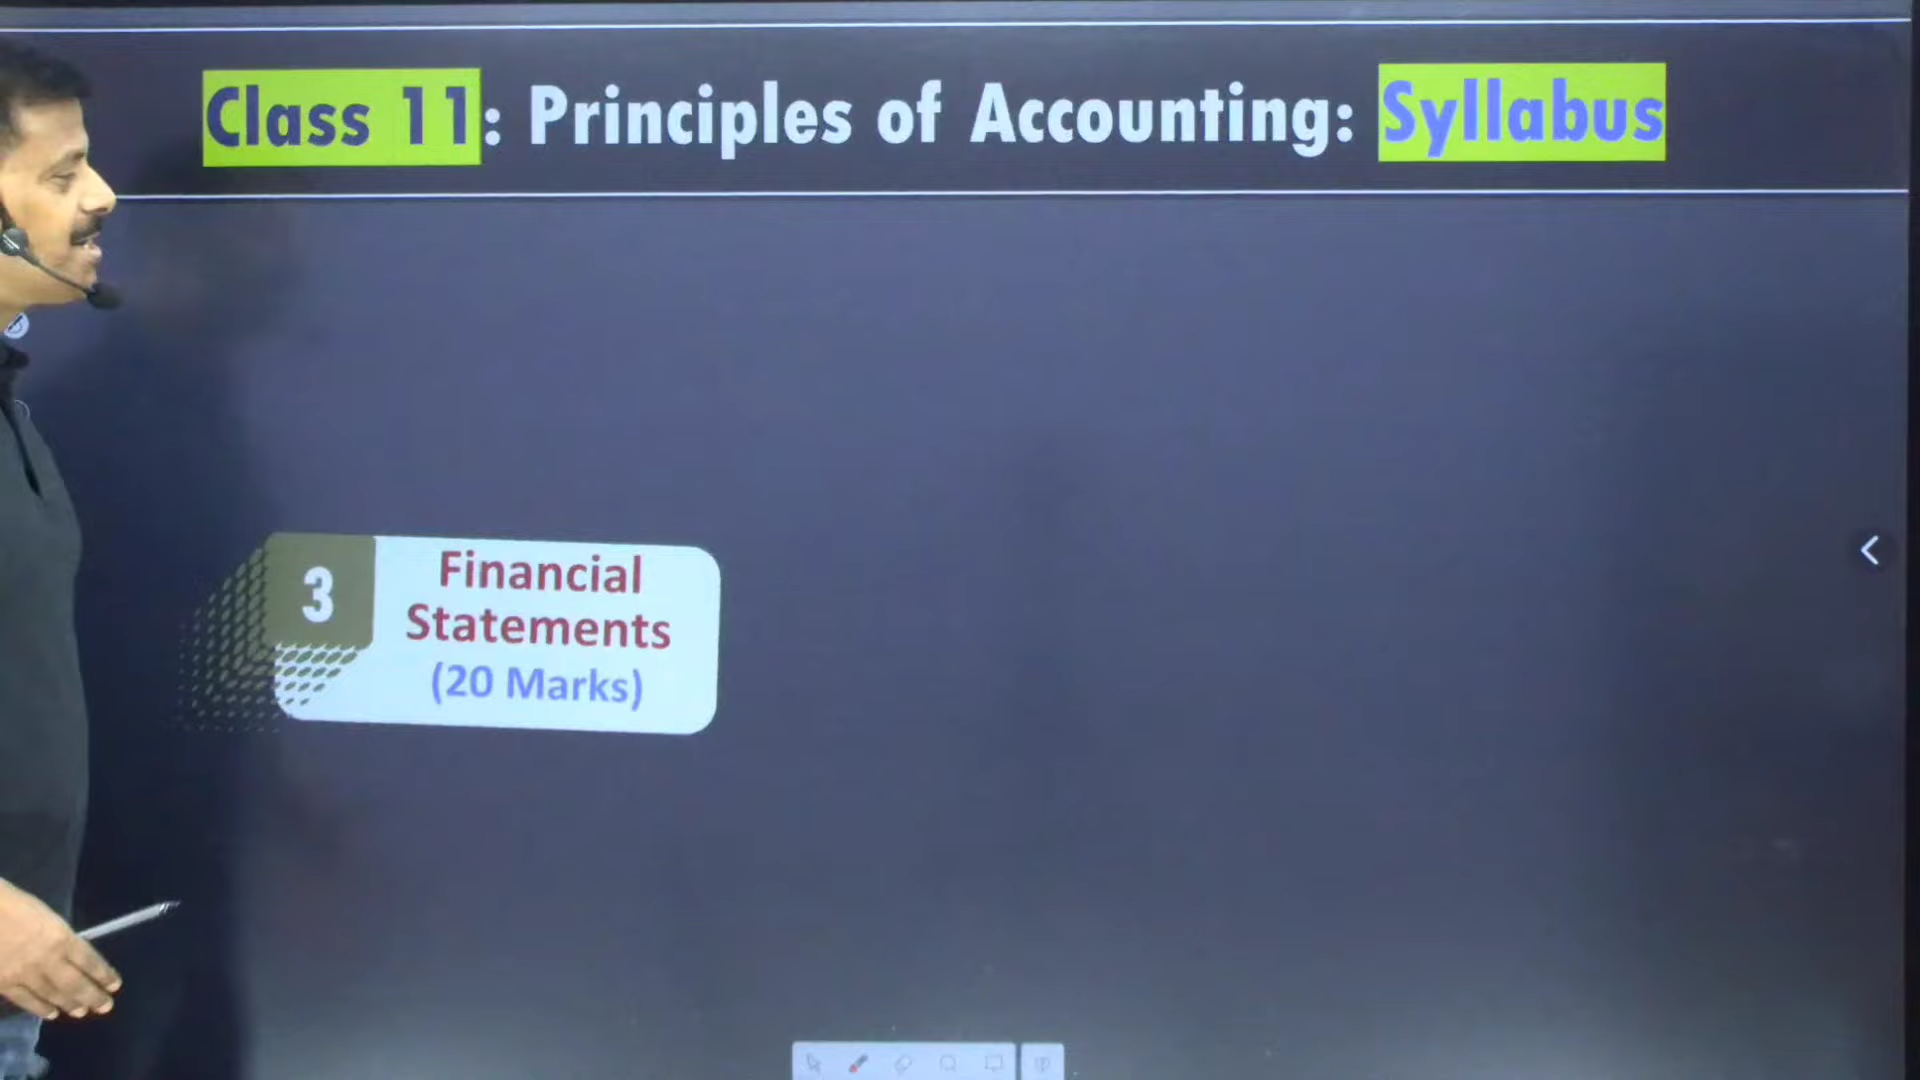 Class 11: Principles of Accounting: Syllabus
3
Financial
Statements
(20 Marks)